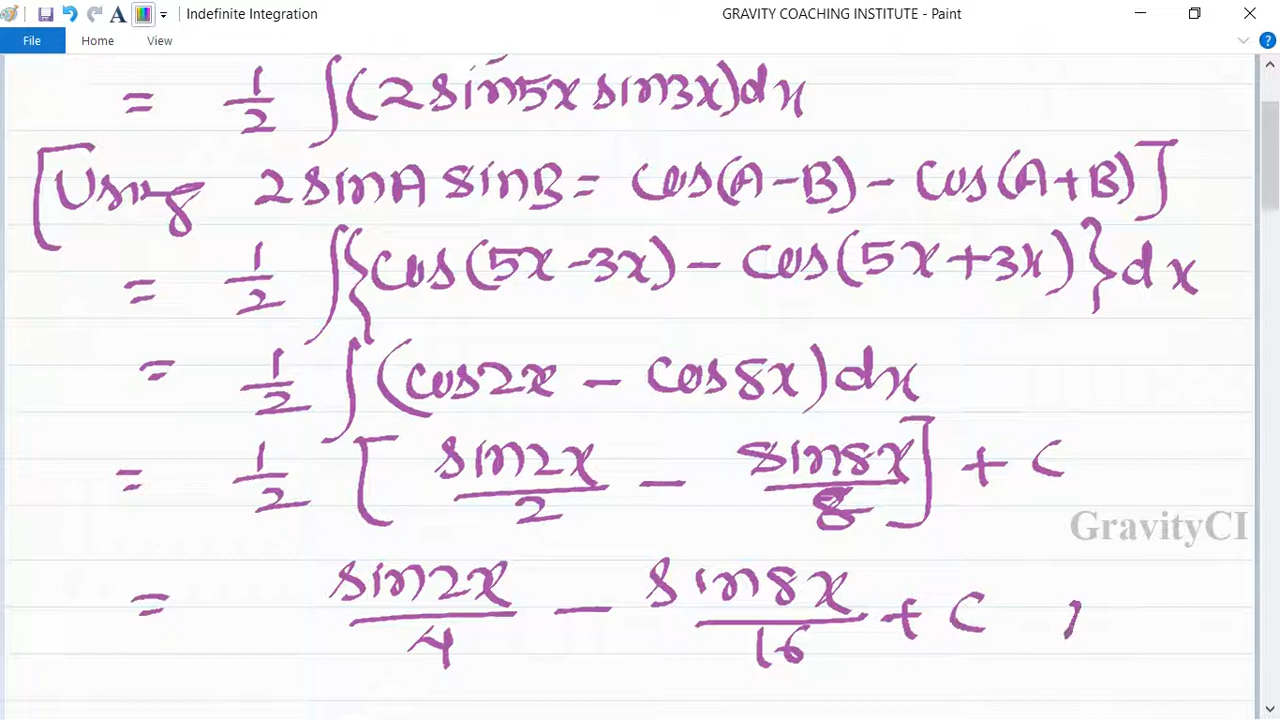 Indefinite Integration GRAVITY COACHING INSTITUTE - Paint
File Home View
= 1/2 ∫(2 sin5x sin3x)dx
[Using 2sinA sinB = cos(A-B) - cos(A+B)]
= 1/2 ∫{cos(5x-3x) - cos(5x+3x)}dx
= 1/2 ∫(cos2x - cos8x)dx
= 1/2 [sin2x/2 - sin8x/8] + C
GravityCI
= sin2x/4 - sin8x/16 + C